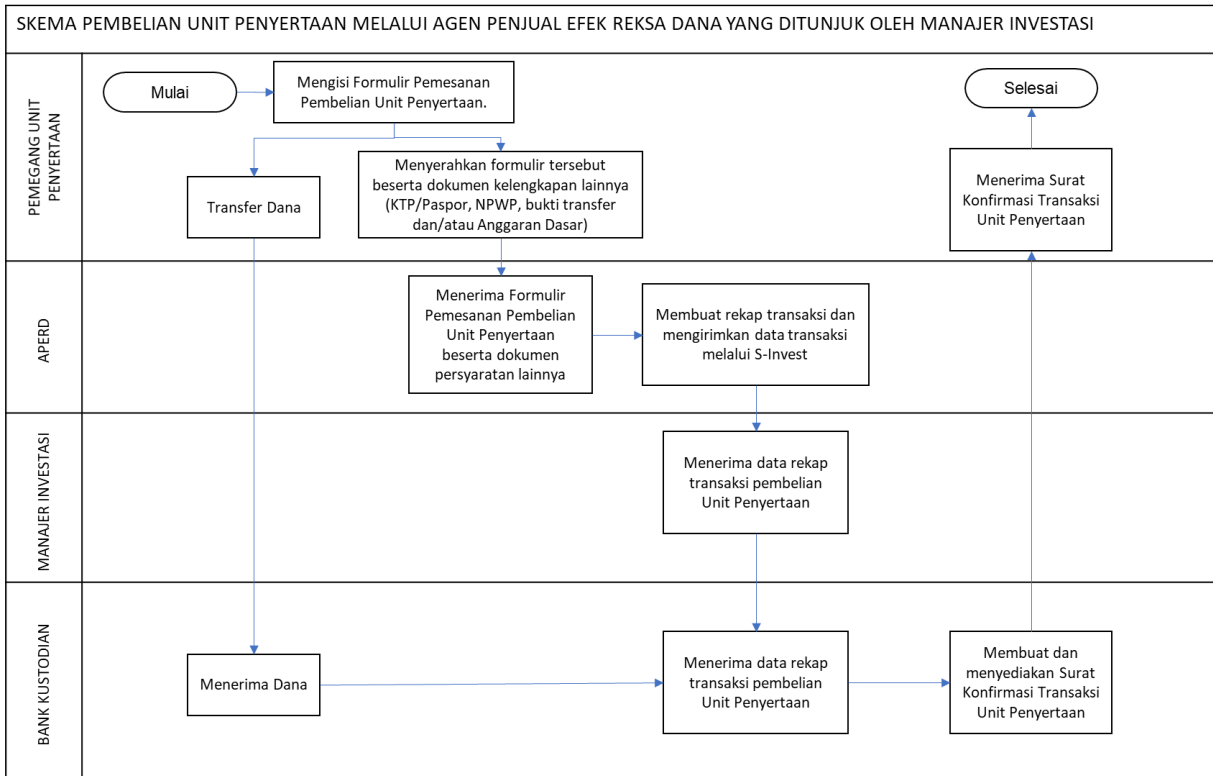 SKEMA PEMBELIAN UNIT PENYERTAAN MELALUI AGEN PENJUAL EFEK REKSA DANA YANG DITUNJUK OLEH MANAJER INVESTASI
PEMEGANG UNIT
PENYERTAAN
Mulai
Mengisi Formulir Pemesanan
Pembelian Unit Penyertaan.
Selesai
Transfer Dana
Menyerahkan formulir tersebut
beserta dokumen kelengkapan lainnya
(KTP/Paspor, NPWP, bukti transfer
dan/atau Anggaran Dasar)
Menerima Surat
Konfirmasi Transaksi
Unit Penyertaan
APERD
Menerima Formulir
Pemesanan Pembelian
Unit Penyertaan
beserta dokumen
persyaratan lainnya
Membuat rekap transaksi dan
mengirimkan data transaksi
melalui S-Invest
MANAJER INVESTASI
Menerima data rekap
transaksi pembelian
Unit Penyertaan
BANK KUSTODIAN
Menerima Dana
Menerima data rekap
transaksi pembelian
Unit Penyertaan
Membuat dan
menyediakan Surat
Konfirmasi Transaksi
Unit Penyertaan